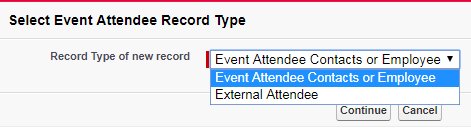 Select Event Attendee Record Type
Record Type of new record
Event Attendee Contacts or Employee
Event Attendee Contacts or Employee
External Attendee
Continue Cancel